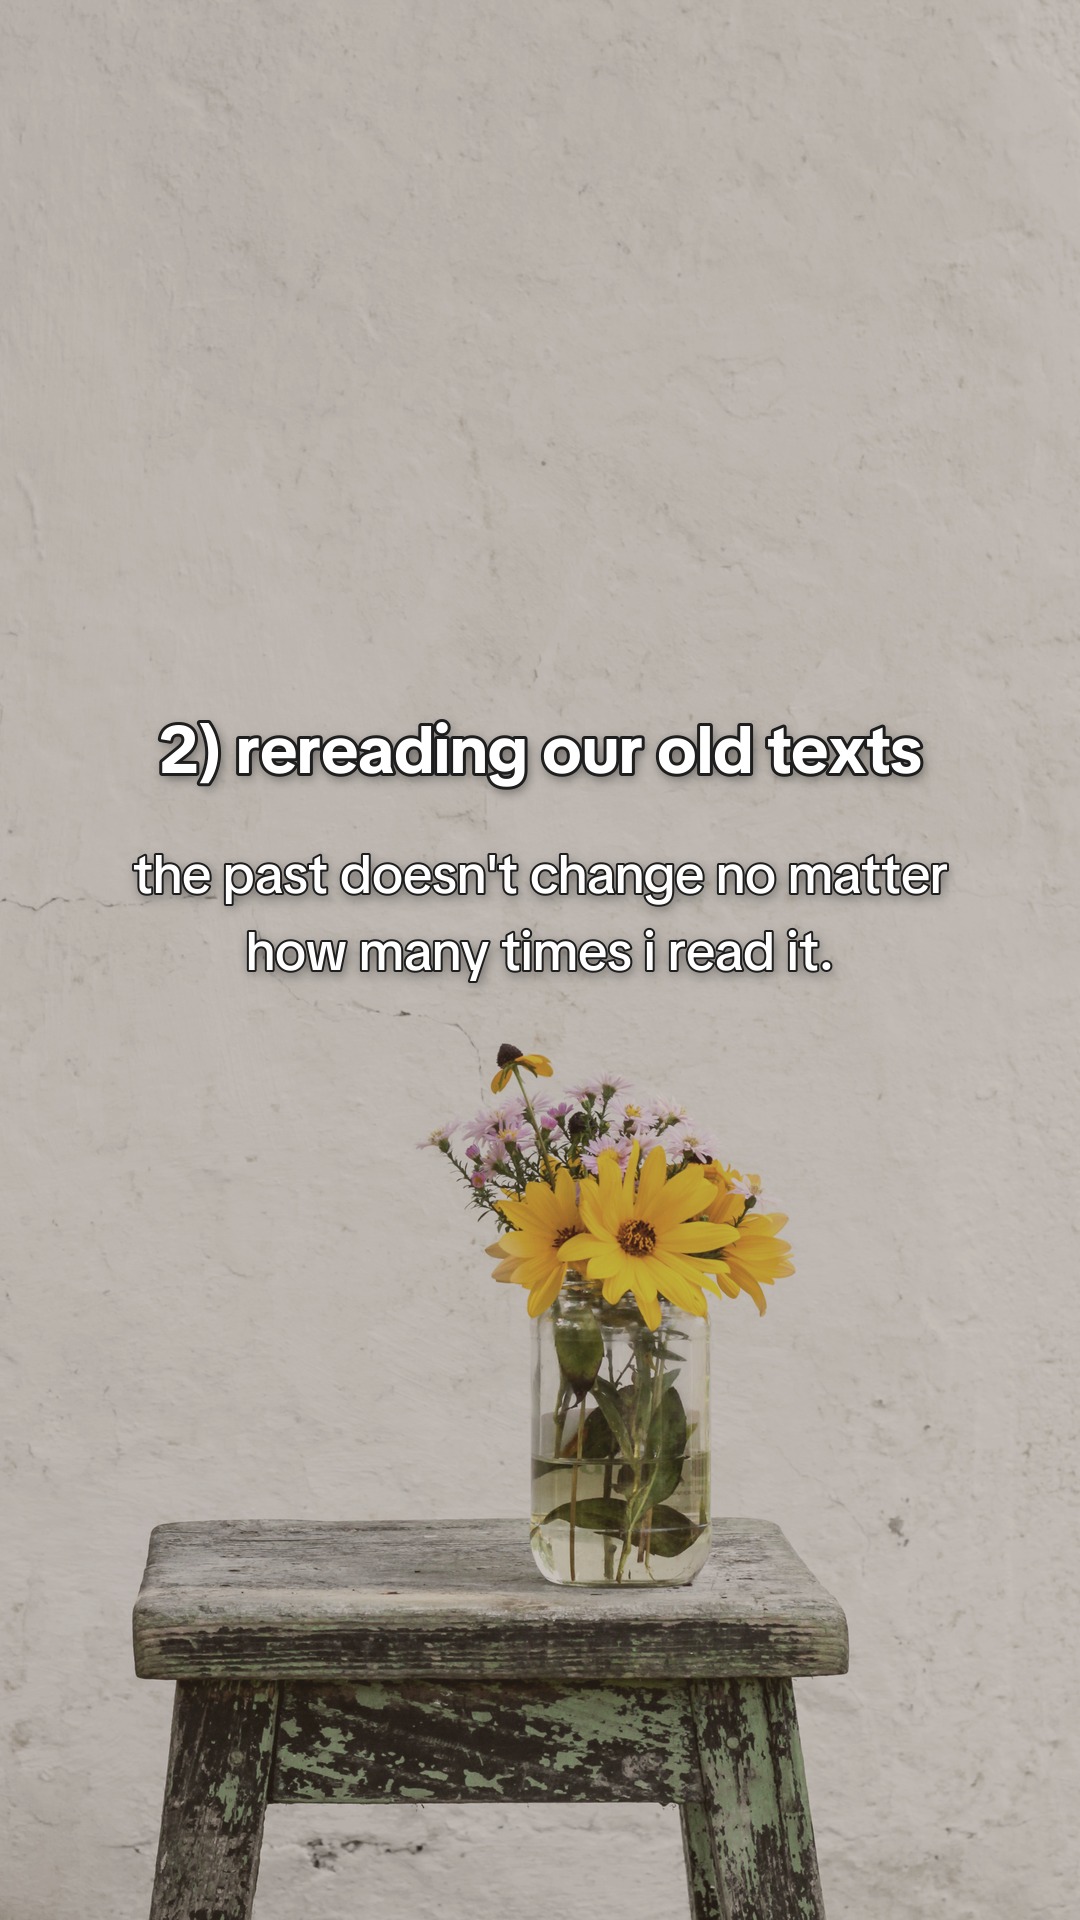 2) rereading our old texts
the past doesn't change no matter
how many times i read it.